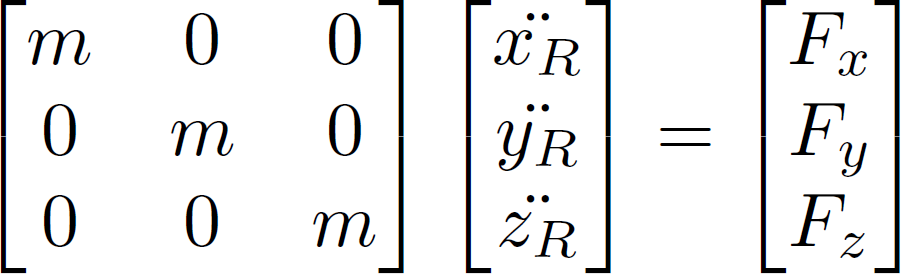 [m 0 0] [ẍ_R] [F_x]
[0 m 0] [ÿ_R] = [F_y]
[0 0 m] [z̈_R] [F_z]